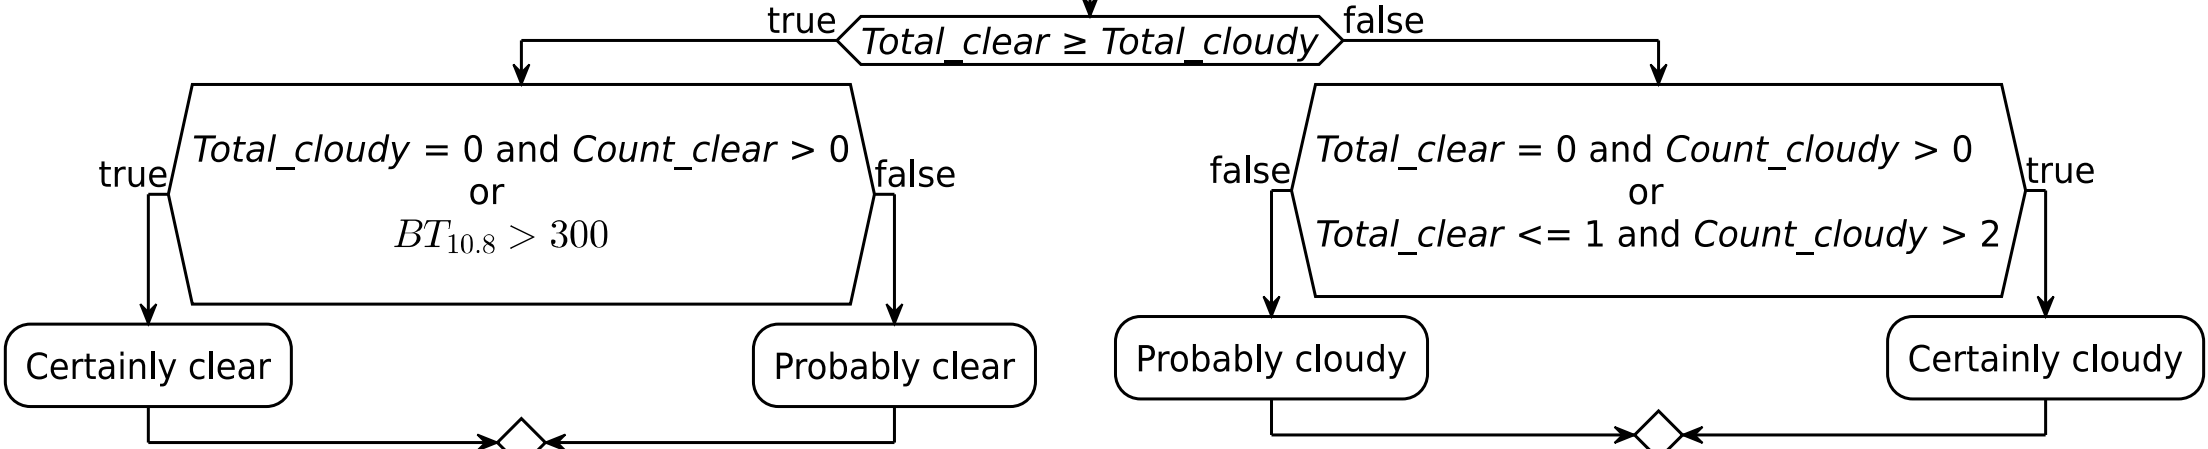 true
Total_clear ≥ Total_cloudy
false
true
Total_cloudy = 0 and Count_clear > 0
or
BT10.8 > 300
false
false
Total_clear = 0 and Count_cloudy > 0
or
Total_clear <= 1 and Count_cloudy > 2
true
Certainly clear
Probably clear
Probably cloudy
Certainly cloudy